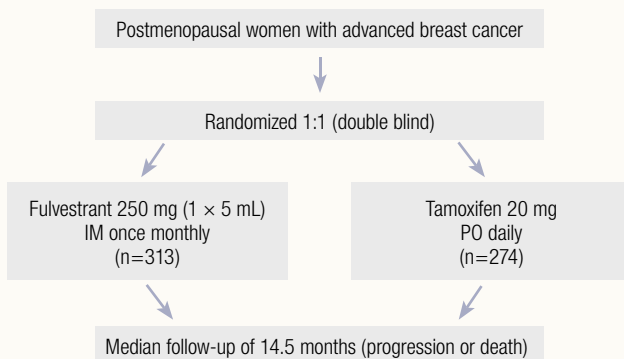 Postmenopausal women with advanced breast cancer
Randomized 1:1 (double blind)
Fulvestrant 250 mg (1 × 5 mL)
IM once monthly
(n=313)
Tamoxifen 20 mg
PO daily
(n=274)
Median follow-up of 14.5 months (progression or death)